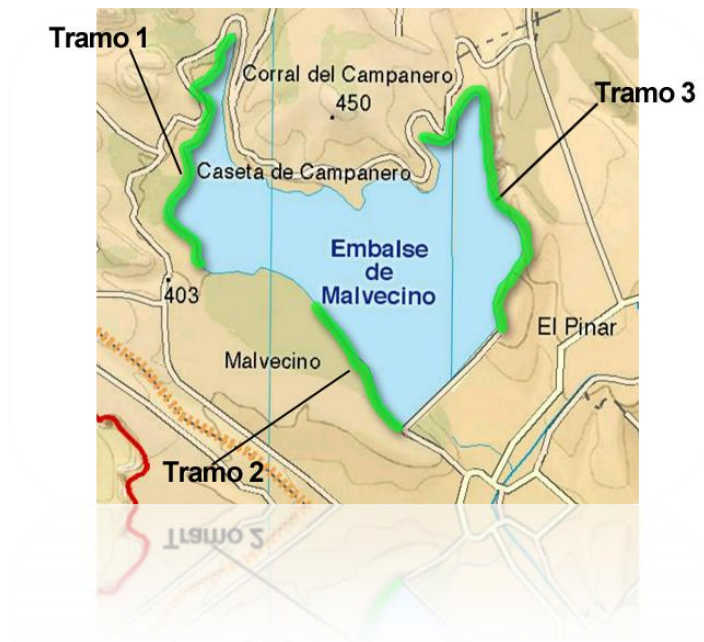 Tramo 1
Corral del Campanero
450
Tramo 3
Caseta de Campanero
Embalse
de
Malvecino
403
El Pinar
Malvecino
Tramo 2
Tramo 2